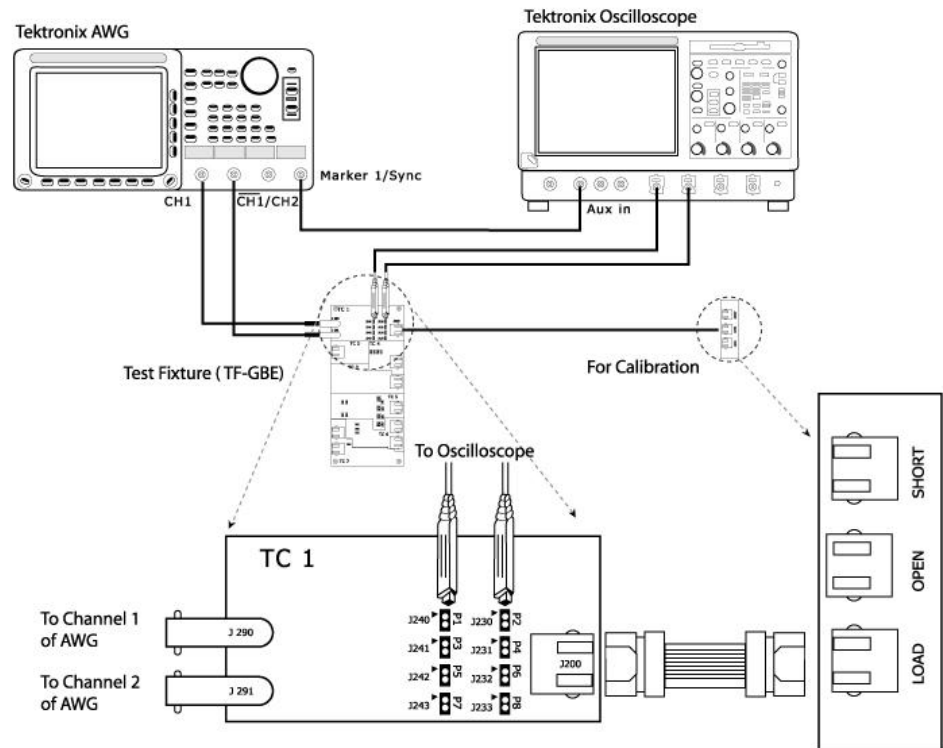 Tektronix AWG
Tektronix Oscilloscope
Marker 1/Sync
CH1
CH1/CH2
Aux in
TC 1
Test Fixture ( TF-GBE)
For Calibration
To Oscilloscope
TC 1
To Channel 1
of AWG
J 290
To Channel 2
of AWG
J 291
J240 P1 J230 P2
J241 P3 J231 P4
J242 P5 J232 P6
J243 P7 J233 P8
J200
SHORT
OPEN
LOAD